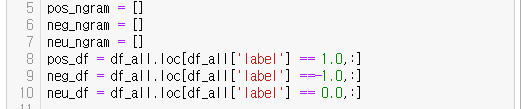 5 pos_ngram = []
6 neg_ngram = []
7 neu_ngram = []
8 pos_df = df_all.loc[df_all['label'] == 1.0,:]
9 neg_df = df_all.loc[df_all['label'] ==-1.0,:]
10 neu_df = df_all.loc[df_all['label'] == 0.0,:]